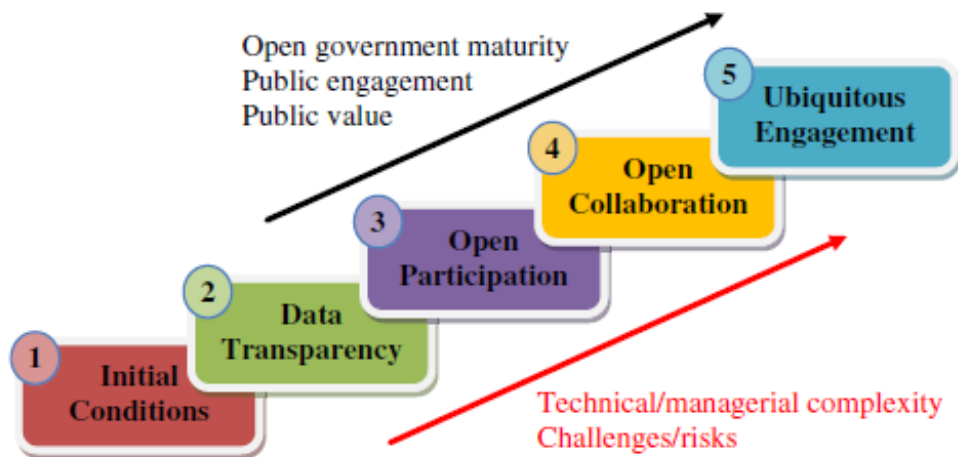 Open government maturity
Public engagement
Public value
5
Ubiquitous
Engagement
4
Open
Collaboration
3
Open
Participation
2
Data
Transparency
1
Initial
Conditions
Technical/managerial complexity
Challenges/risks